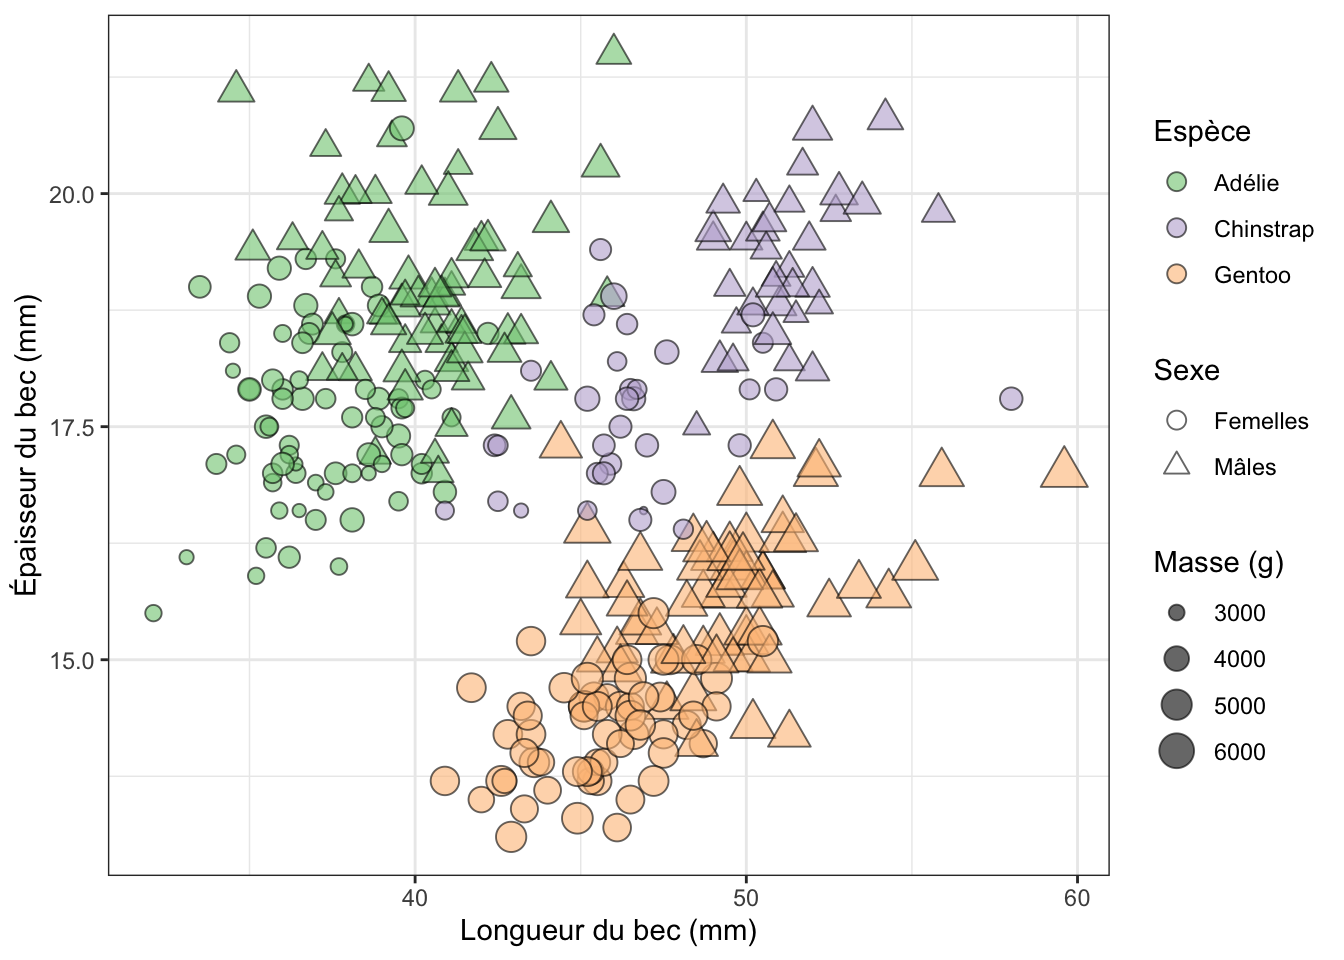 Épaisseur du bec (mm)
20.0
17.5
15.0
40
50
60
Longueur du bec (mm)
Espèce
Adélie
Chinstrap
Gentoo
Sexe
Femelles
Mâles
Masse (g)
3000
4000
5000
6000